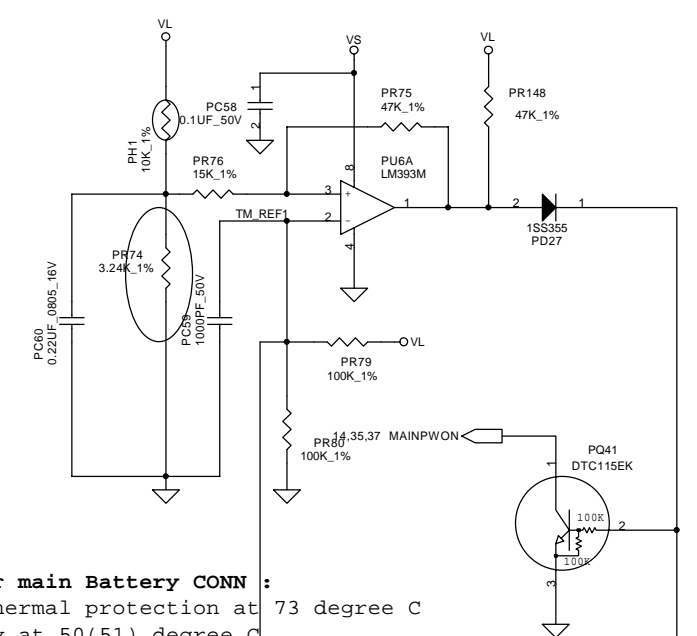 VL
VS
VL
1
PC58
0.1UF_50V
2
PR75
47K_1%
PR148
47K_1%
PH1
10K_1%
PR76
15K_1%
PU6A
LM393M
8
3
+
1
2
1
TM_REF1
2
-
4
1SS355
PD27
PR74
3.24K_1%
PC60
0.22UF_0805_16V
PC59
1000PF_50V
VL
PR79
100K_1%
PR80
100K_1%
14,35,37 MAINPWON
PQ41
DTC115EK
1
100K
2
100K
3
r main Battery CONN :
hermal protection at 73 degree C
y at 50(51) degree C